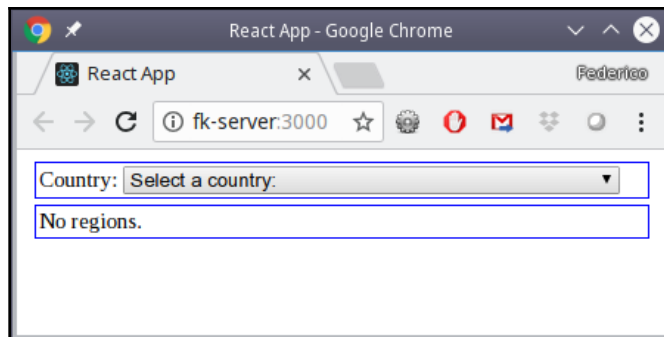 React App - Google Chrome
React App
Federico
fk-server:3000
Country: Select a country:
No regions.